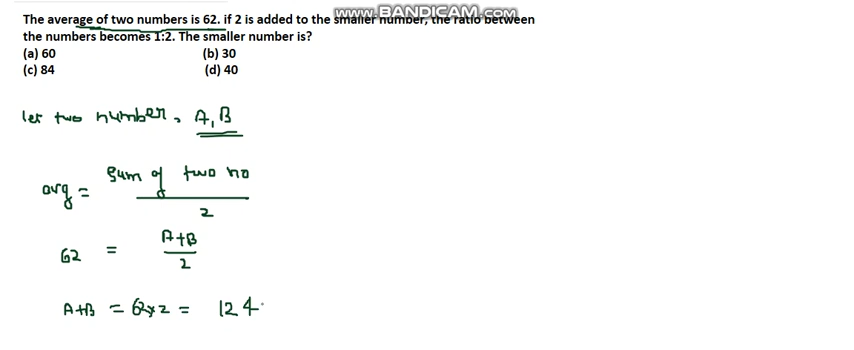 www.BANDICAM.com
The average of two numbers is 62. if 2 is added to the smaller number, the ratio between
the numbers becomes 1:2. The smaller number is?
(a) 60 (b) 30
(c) 84 (d) 40
let two number, A, B
avg = sum of two no
2
62 = A+B
2
A+B = 62×2 = 124